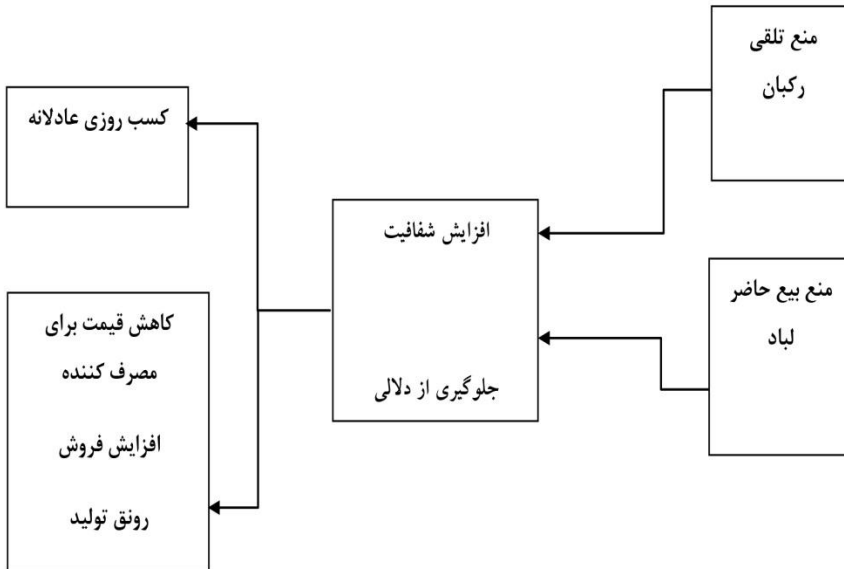 منع تلقی
رکبان
منع بیع حاضر
لباد
افزایش شفافیت
جلوگیری از دلالی
کسب روزی عادلانه
کاهش قیمت برای
مصرف کننده
افزایش فروش
رونق تولید